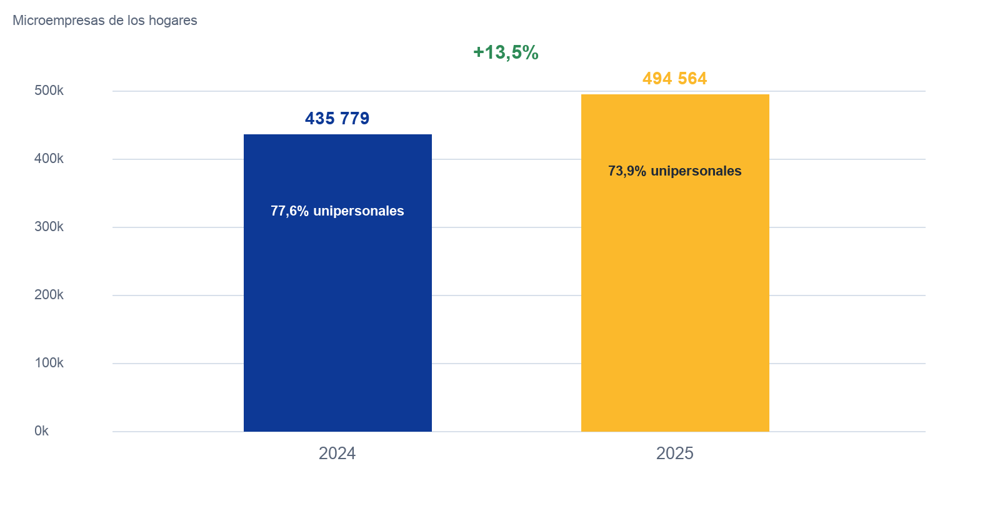 Microempresas de los hogares
+13,5%
494 564
500k
435 779
400k
73,9% unipersonales
77,6% unipersonales
300k
200k
100k
0k
2024
2025